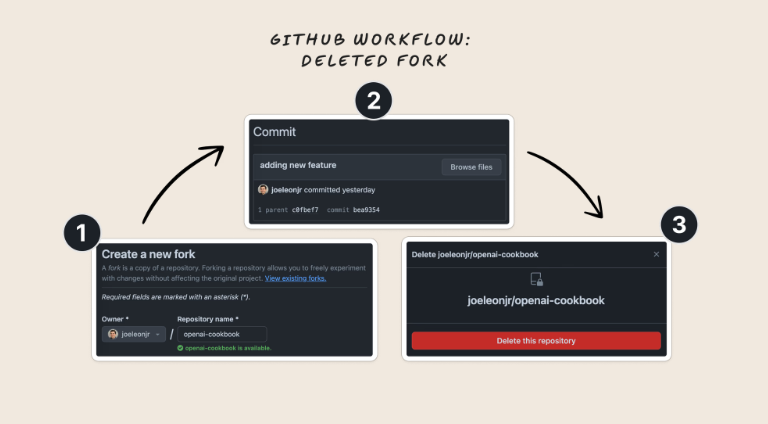 GITHUB WORKFLOW:
DELETED FORK
2
Commit
adding new feature
Browse files
joeleonjr committed yesterday
1 parent c0fbef7 commit bea9354
1
Create a new fork
A fork is a copy of a repository. Forking a repository allows you to freely experiment
with changes without affecting the original project. View existing forks.
Required fields are marked with an asterisk (*).
Owner * Repository name *
joeleonjr / openai-cookbook
openai-cookbook is available.
3
Delete joeleonjr/openai-cookbook ×
joeleonjr/openai-cookbook
Delete this repository